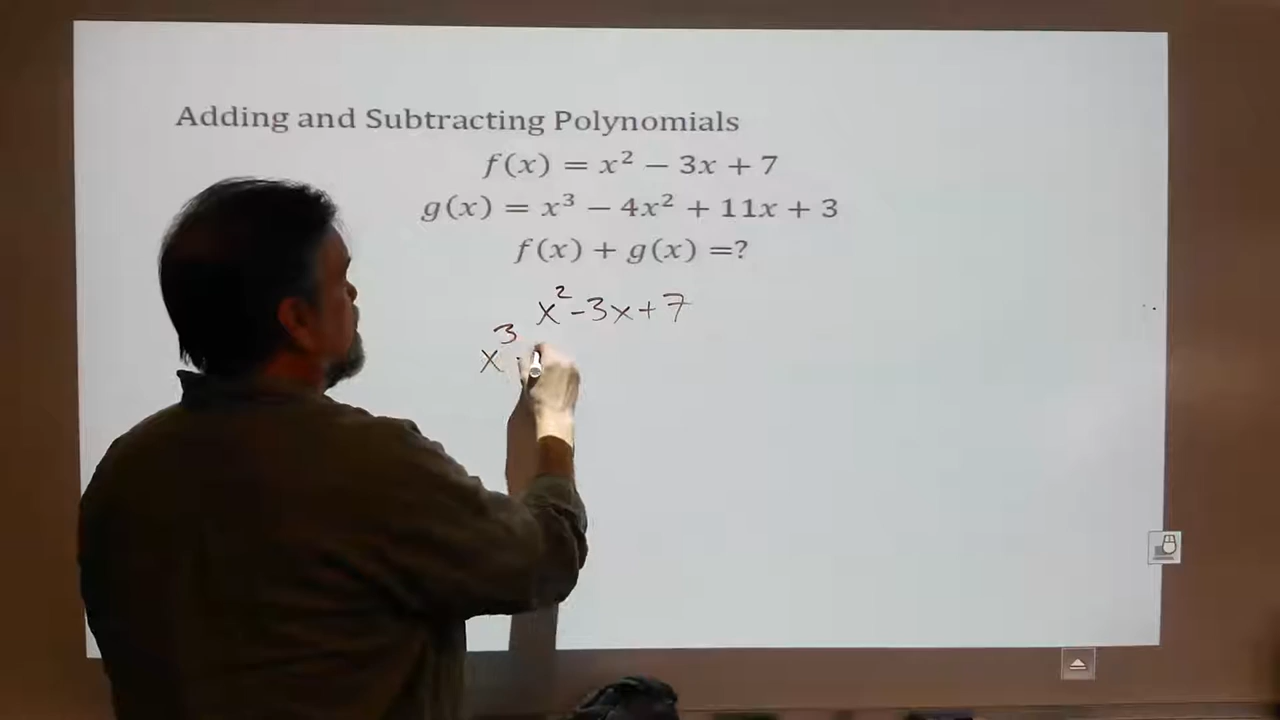 Adding and Subtracting Polynomials
f(x) = x² − 3x + 7
g(x) = x³ − 4x² + 11x + 3
f(x) + g(x) =?
x² - 3x + 7
x³